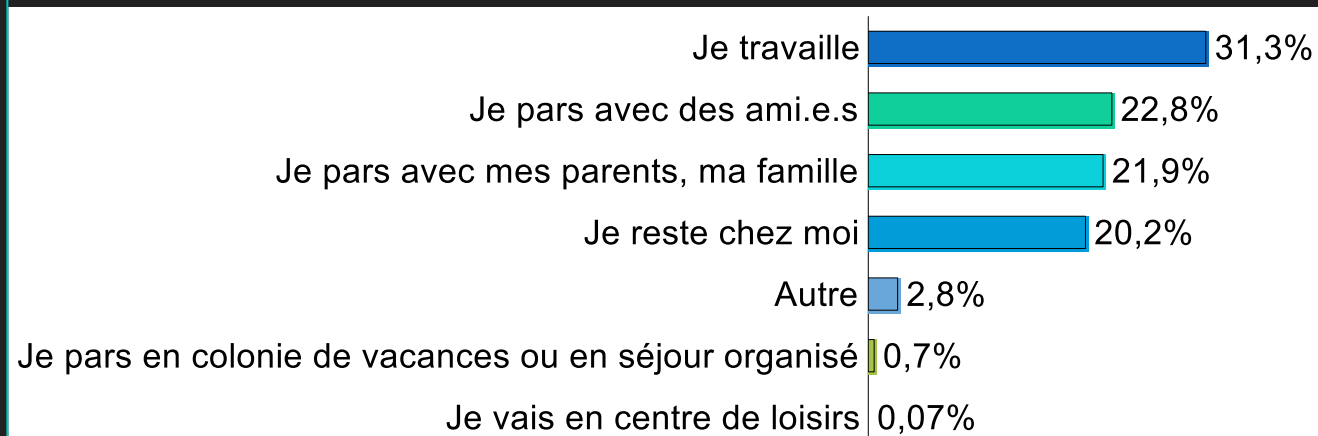 Je travaille 31,3%
Je pars avec des ami.e.s 22,8%
Je pars avec mes parents, ma famille 21,9%
Je reste chez moi 20,2%
Autre 2,8%
Je pars en colonie de vacances ou en séjour organisé 0,7%
Je vais en centre de loisirs 0,07%